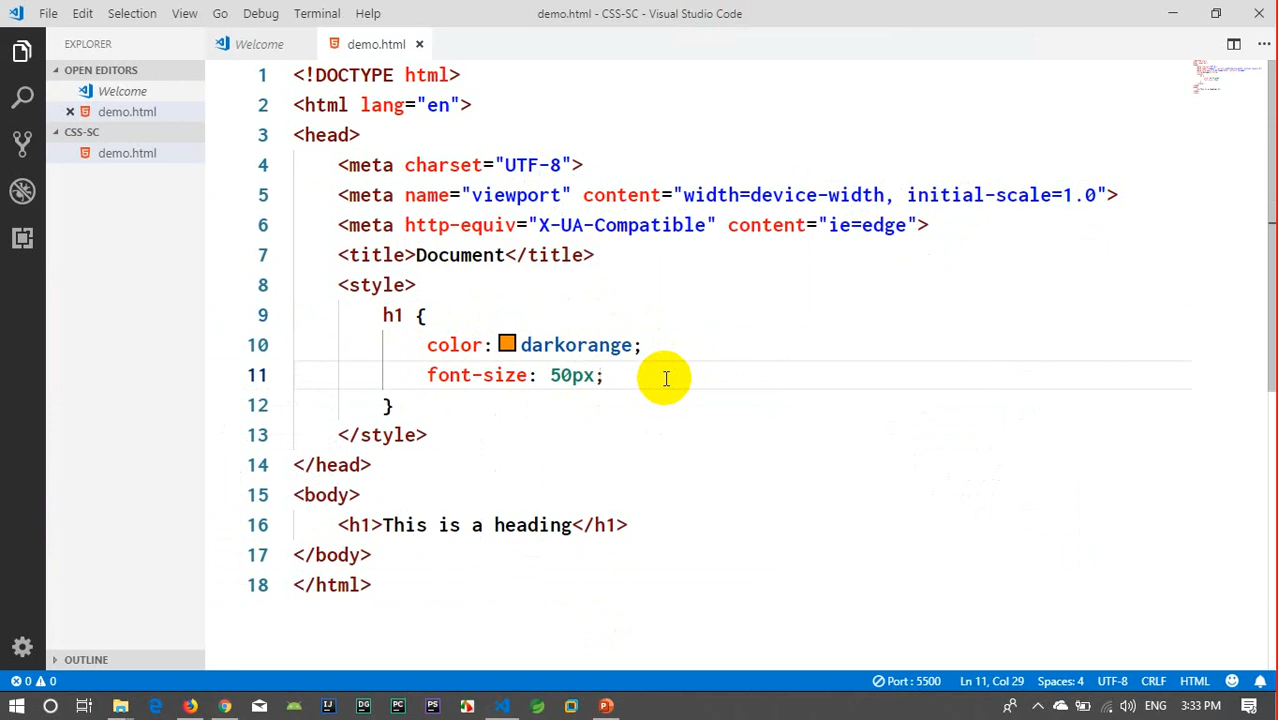 File Edit Selection View Go Debug Terminal Help
demo.html - CSS-SC - Visual Studio Code
EXPLORER
Welcome
demo.html
OPEN EDITORS
Welcome
demo.html
CSS-SC
demo.html
1 <!DOCTYPE html>
2 <html lang="en">
3 <head>
4 <meta charset="UTF-8">
5 <meta name="viewport" content="width=device-width, initial-scale=1.0">
6 <meta http-equiv="X-UA-Compatible" content="ie=edge">
7 <title>Document</title>
8 <style>
9 h1 {
10 color: darkorange;
11 font-size: 50px;
12 }
13 </style>
14 </head>
15 <body>
16 <h1>This is a heading</h1>
17 </body>
18 </html>
OUTLINE
0 0
Port : 5500 Ln 11, Col 29 Spaces: 4 UTF-8 CRLF HTML
IJ DG PC PS
ENG 3:33 PM